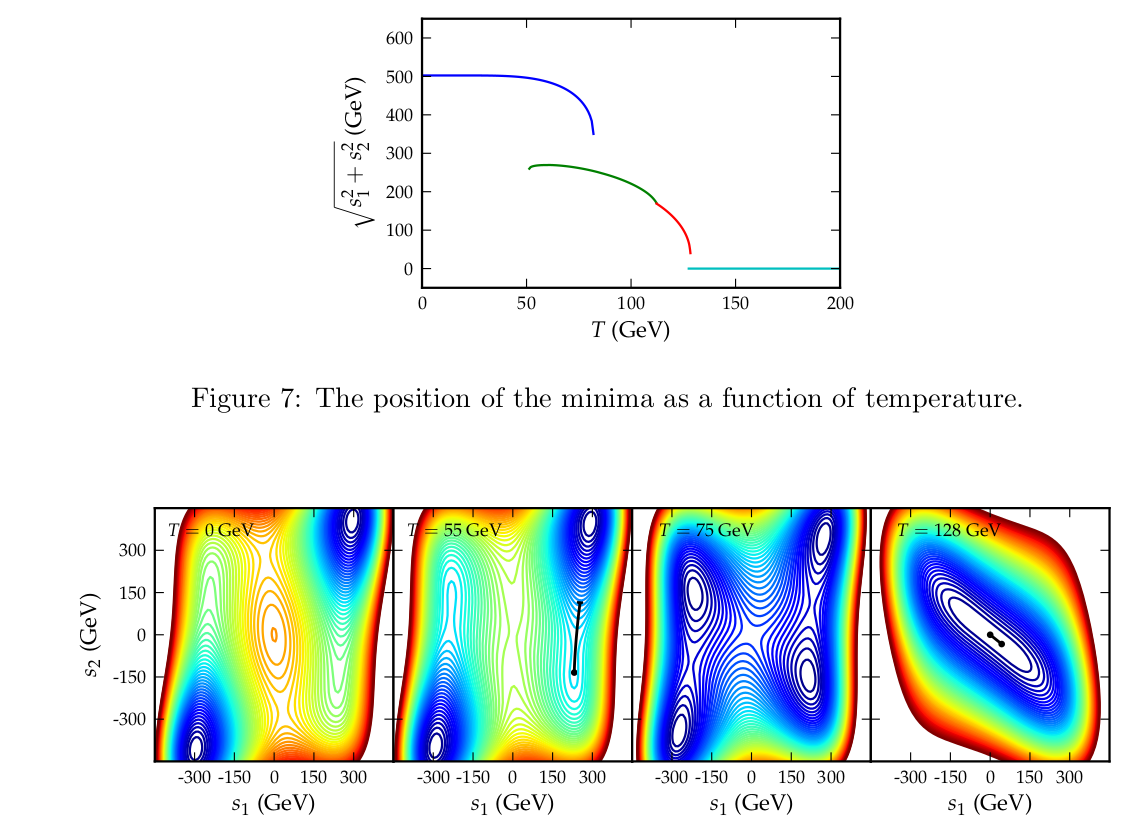 600
500
400
300
200
100
0
√s₁² + s₂² (GeV)
0 50 100 150 200
T (GeV)
Figure 7: The position of the minima as a function of temperature.
T = 0 GeV T = 55 GeV T = 75 GeV T = 128 GeV
300
150
0
-150
-300
s₂ (GeV)
-300 -150 0 150 300 -300 -150 0 150 300 -300 -150 0 150 300 -300 -150 0 150 300
s₁ (GeV) s₁ (GeV) s₁ (GeV) s₁ (GeV)